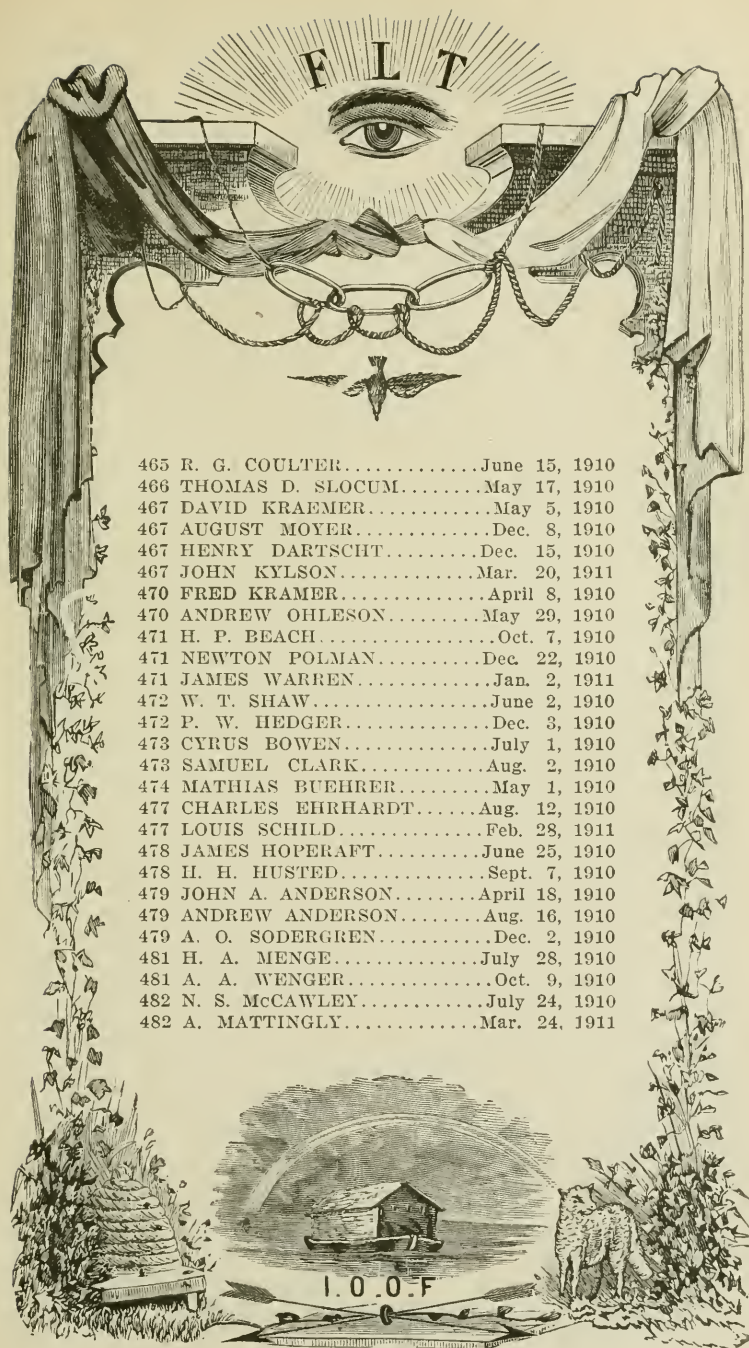 F L T
465 R. G. COULTER.............June 15, 1910
466 THOMAS D. SLOCUM........May 17, 1910
467 DAVID KRAEMER............May 5, 1910
467 AUGUST MOYER.............Dec. 8, 1910
467 HENRY DARTSCHT.........Dec. 15, 1910
467 JOHN KYLSON.............Mar. 20, 1911
470 FRED KRAMER.............April 8, 1910
470 ANDREW OHLESON.........May 29, 1910
471 H. P. BEACH.................Oct. 7, 1910
471 NEWTON POLMAN.........Dec. 22, 1910
471 JAMES WARREN............Jan. 2, 1911
472 W. T. SHAW.................June 2, 1910
472 P. W. HEDGER..............Dec. 3, 1910
473 CYRUS BOWEN..............July 1, 1910
473 SAMUEL CLARK............Aug. 2, 1910
474 MATHIAS BUEHRER.........May 1, 1910
477 CHARLES EHRHARDT.....Aug. 12, 1910
477 LOUIS SCHILD..............Feb. 28, 1911
478 JAMES HOPERAFT.........June 25, 1910
478 H. H. HUSTED..............Sept. 7, 1910
479 JOHN A. ANDERSON......April 18, 1910
479 ANDREW ANDERSON.......Aug. 16, 1910
479 A. O. SODERGREN...........Dec. 2, 1910
481 H. A. MENGE...............July 28, 1910
481 A. A. WENGER...............Oct. 9, 1910
482 N. S. McCAWLEY...........July 24, 1910
482 A. MATTINGLY............Mar. 24, 1911
I.O.O.F